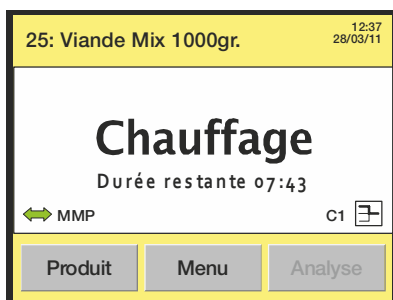 25: Viande Mix 1000gr.
12:37
28/03/11
Chauffage
Durée restante 07:43
MMP
C1
Produit
Menu
Analyse